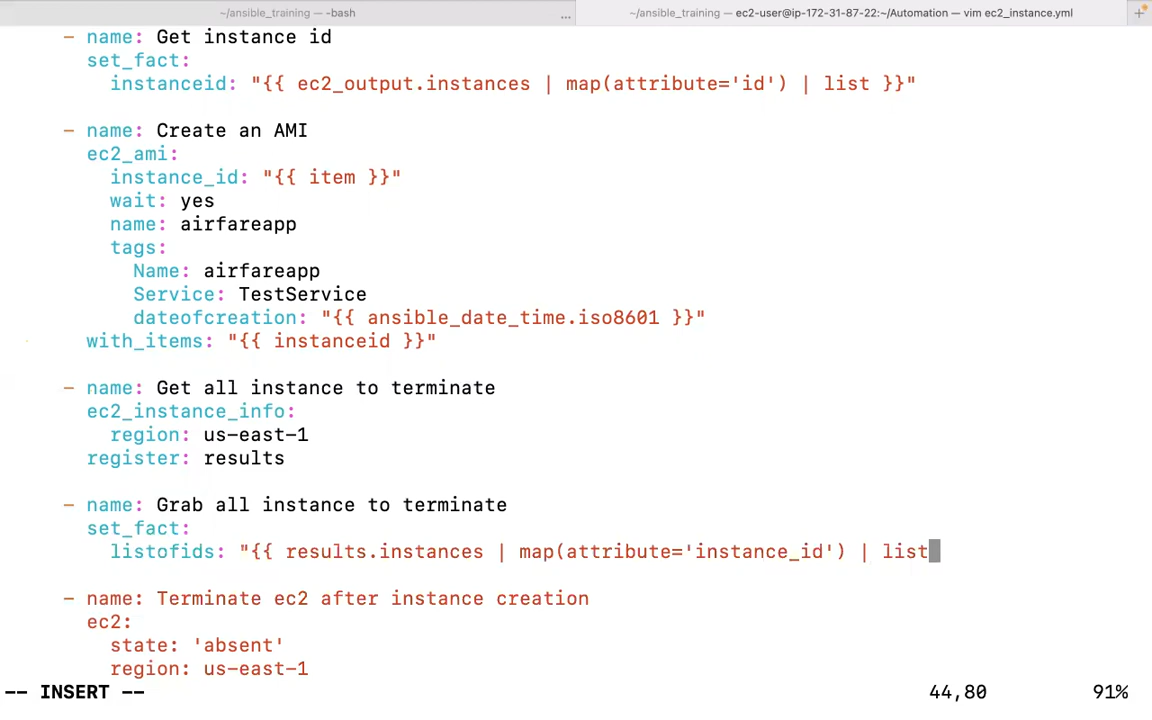 ~/ansible_training — -bash
...
~/ansible_training — ec2-user@ip-172-31-87-22:~/Automation — vim ec2_instance.yml
+
- name: Get instance id
set_fact:
instanceid: "{{ ec2_output.instances | map(attribute='id') | list }}"
- name: Create an AMI
ec2_ami:
instance_id: "{{ item }}"
wait: yes
name: airfareapp
tags:
Name: airfareapp
Service: TestService
dateofcreation: "{{ ansible_date_time.iso8601 }}"
with_items: "{{ instanceid }}"
- name: Get all instance to terminate
ec2_instance_info:
region: us-east-1
register: results
- name: Grab all instance to terminate
set_fact:
listofids: "{{ results.instances | map(attribute='instance_id') | list
- name: Terminate ec2 after instance creation
ec2:
state: 'absent'
region: us-east-1
-- INSERT --
44,80
91%